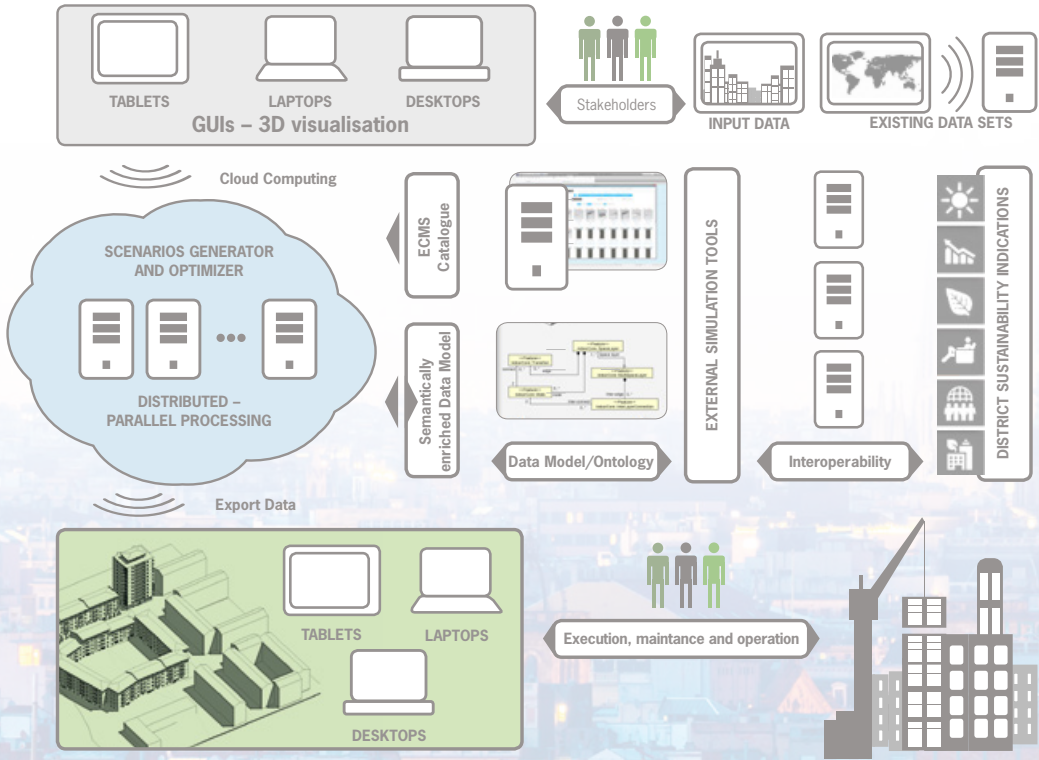 TABLETS
LAPTOPS
DESKTOPS
GUIs – 3D visualisation
Stakeholders
INPUT DATA
EXISTING DATA SETS
Cloud Computing
SCENARIOS GENERATOR
AND OPTIMIZER
DISTRIBUTED –
PARALLEL PROCESSING
ECMS
Catalogue
Semantically
enriched Data Model
Data Model/Ontology
EXTERNAL SIMULATION TOOLS
Interoperability
DISTRICT SUSTAINABILITY INDICATIONS
Export Data
TABLETS
LAPTOPS
DESKTOPS
Execution, maintance and operation